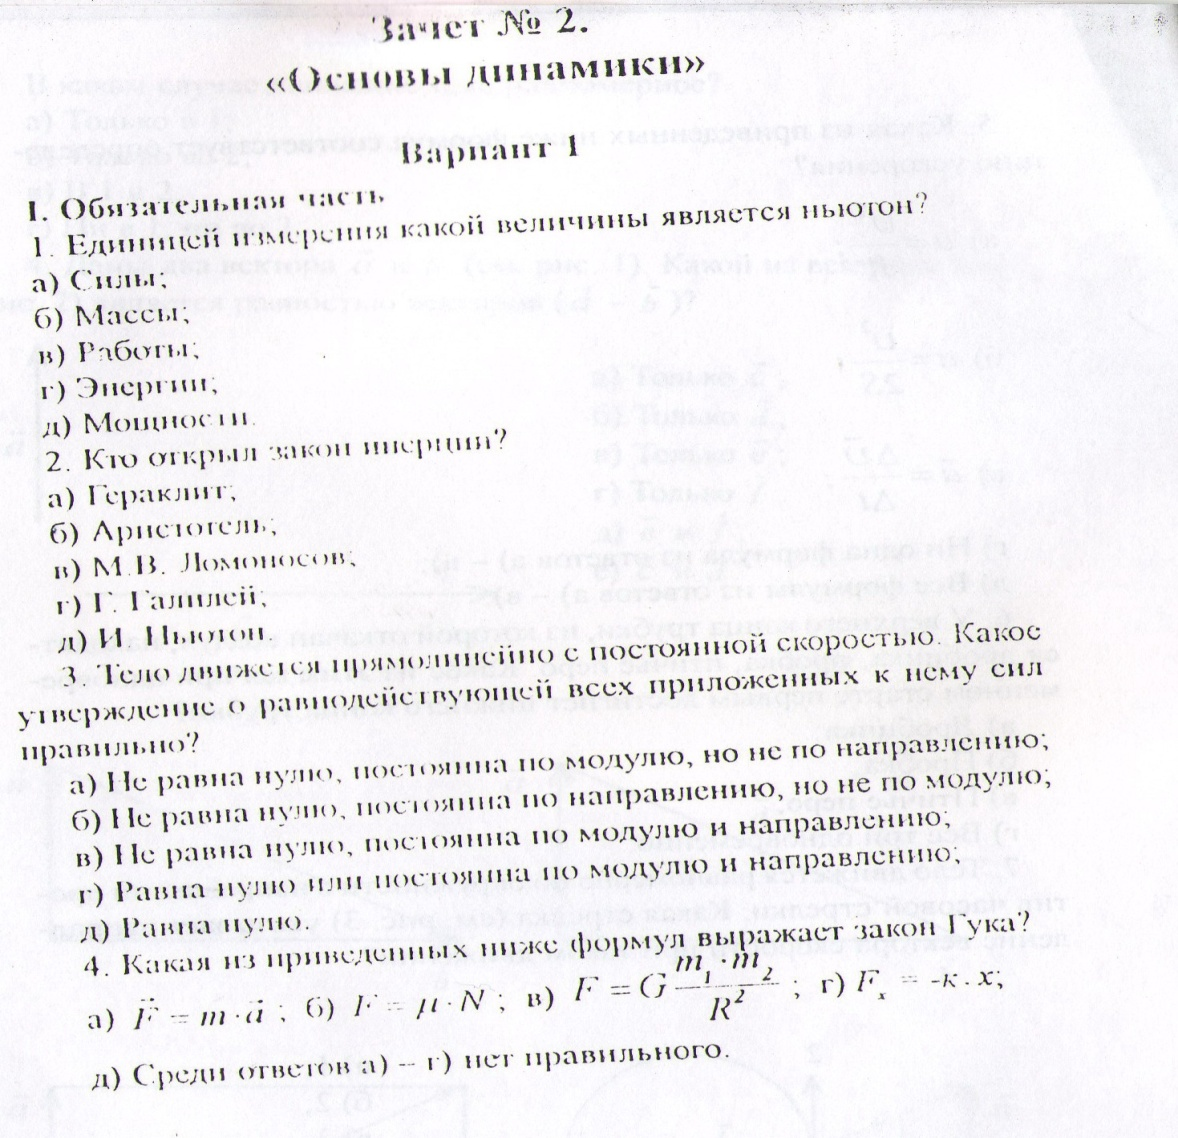 Зачет № 2.
«Основы динамики»
Вариант 1
I. Обязательная часть
1. Единицей измерения какой величины является ньютон?
а) Силы;
б) Массы;
в) Работы;
г) Энергии;
д) Мощности.
2. Кто открыл закон инерции?
а) Гераклит;
б) Аристотель;
в) М.В. Ломоносов;
г) Г. Галилей;
д) И. Ньютон.
3. Тело движется прямолинейно с постоянной скоростью. Какое
утверждение о равнодействующей всех приложенных к нему сил
правильно?
а) Не равна нулю, постоянна по модулю, но не по направлению;
б) Не равна нулю, постоянна по направлению, но не по модулю;
в) Не равна нулю, постоянна по модулю и направлению;
г) Равна нулю или постоянна по модулю и направлению;
д) Равна нулю.
4. Какая из приведенных ниже формул выражает закон Гука?
а) F⃗ = m · a⃗ ; б) F = μ · N ; в) F = G m₁ · m₂ / R² ; г) Fₓ = -к · x;
д) Среди ответов а) – г) нет правильного.